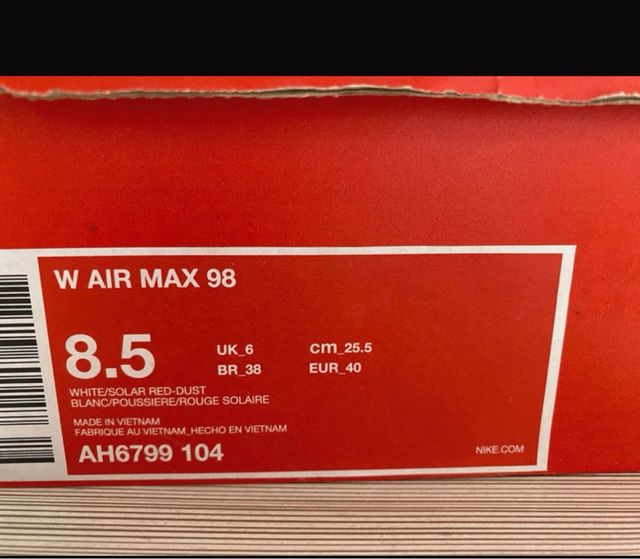 W AIR MAX 98
8.5 UK_6 cm_25.5
BR_38 EUR_40
WHITE/SOLAR RED-DUST
BLANC/POUSSIERE/ROUGE SOLAIRE
MADE IN VIETNAM
FABRIQUE AU VIETNAM_HECHO EN VIETNAM
AH6799 104 NIKE.COM